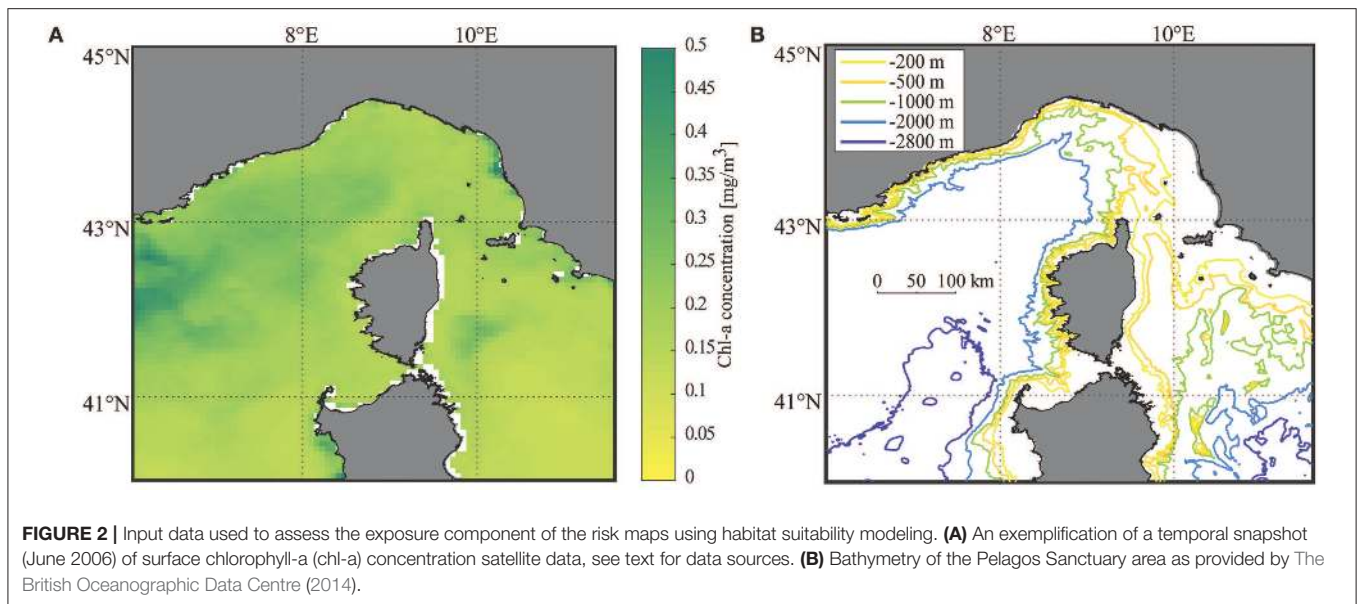 A
8°E
10°E
45°N
43°N
41°N
0.5
0.45
0.4
0.35
0.3
0.25
0.2
0.15
0.1
0.05
0
Chl-a concentration [mg/m³]
B
8°E
10°E
45°N
43°N
41°N
-200 m
-500 m
-1000 m
-2000 m
-2800 m
0 50 100 km
FIGURE 2 | Input data used to assess the exposure component of the risk maps using habitat suitability modeling. (A) An exemplification of a temporal snapshot
(June 2006) of surface chlorophyll-a (chl-a) concentration satellite data, see text for data sources. (B) Bathymetry of the Pelagos Sanctuary area as provided by The
British Oceanographic Data Centre (2014).